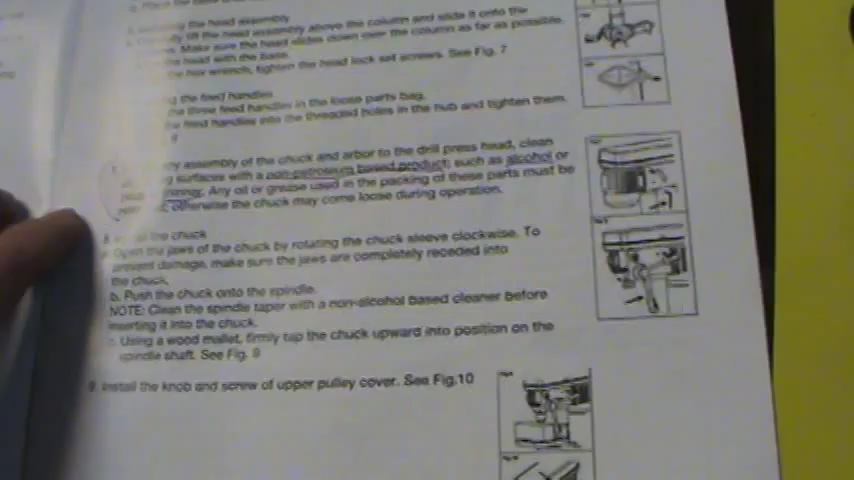 the head assembly
lift the head assembly above the column and slide it onto the
Make sure the head slides down over the column as far as possible.
the head with the base.
the hex wrench, tighten the head lock set screws. See Fig. 7
the feed handles
the three feed handles in the loose parts bag.
the feed handles into the threaded holes in the hub and tighten them.
assembly of the chuck and arbor to the drill press head, clean
surfaces with a non-petroleum based product; such as alcohol or
Any oil or grease used in the packing of these parts must be
otherwise the chuck may come loose during operation.
8. the chuck
a. Open the jaws of the chuck by rotating the chuck sleeve clockwise. To
prevent damage, make sure the jaws are completely receded into
the chuck.
b. Push the chuck onto the spindle.
NOTE: Clean the spindle taper with a non-alcohol based cleaner before
inserting it into the chuck.
c. Using a wood mallet, firmly tap the chuck upward into position on the
spindle shaft. See Fig. 9
9. Install the knob and screw of upper pulley cover. See Fig.10